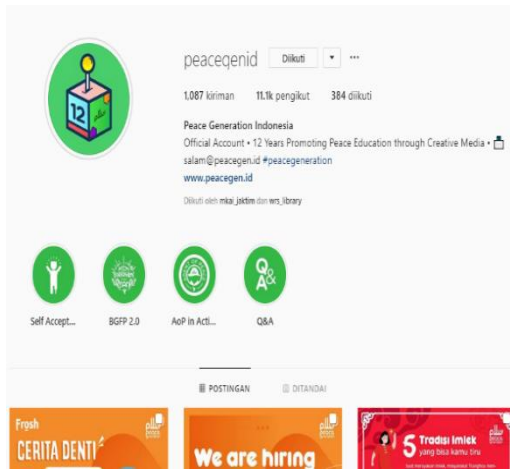 peacegenid Diikuti
1.087 kiriman 11.1k pengikut 384 diikuti
Peace Generation Indonesia
Official Account • 12 Years Promoting Peace Education through Creative Media •
salam@peacegen.id #peacegeneration
www.peacegen.id
Diikuti oleh mkai_jaktim dan wrs_library
12
Self Accept...
BGFP 2.0
AoP in Acti...
Q&A
Q&A
POSTINGAN
DITANDAI
Frosh
CERITA DENTI
We are hiring
5 Tradisi Imlek
yang bisa kamu tiru